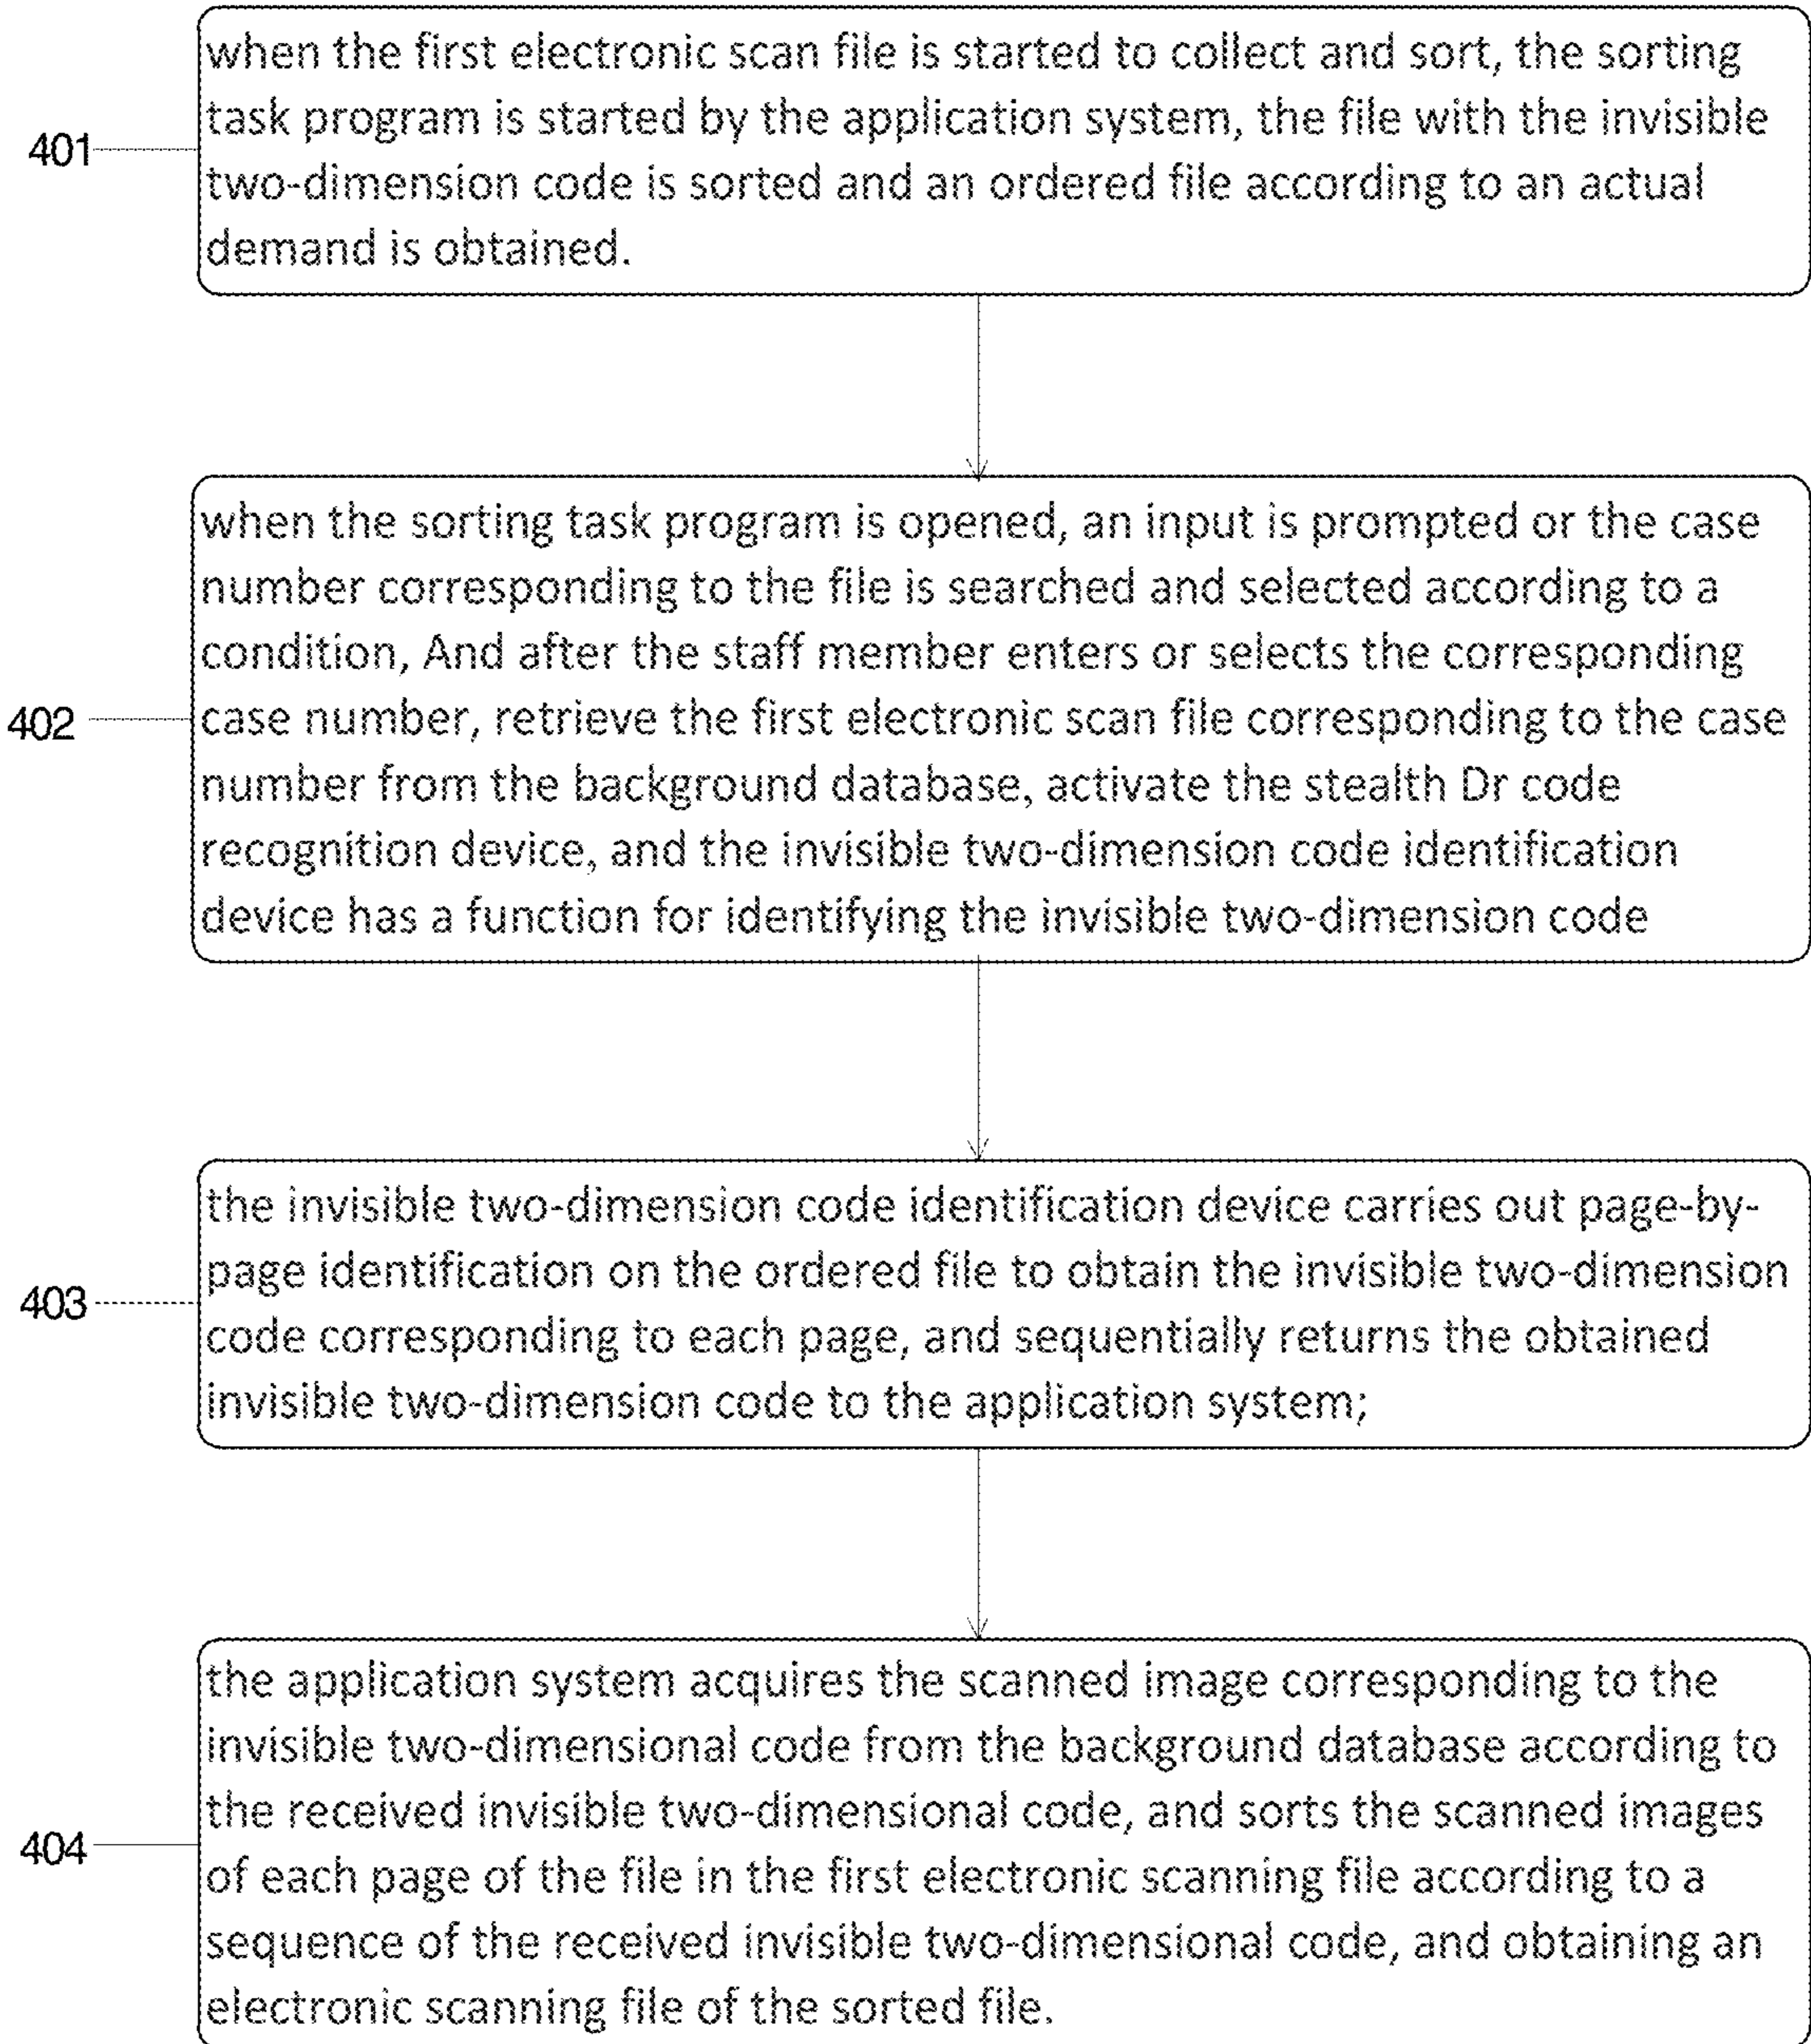 when the first electronic scan file is started to collect and sort, the sorting
task program is started by the application system, the file with the invisible
401
two-dimension code is sorted and an ordered file according to an actual
demand is obtained.
when the sorting task program is opened, an input is prompted or the case
number corresponding to the file is searched and selected according to a
condition, And after the staff member enters or selects the corresponding
402
case number, retrieve the first electronic scan file corresponding to the case
number from the background database, activate the stealth Dr code
recognition device, and the invisible two-dimension code identification
device has a function for identifying the invisible two-dimension code
the invisible two-dimension code identification device carries out page-by-
page identification on the ordered file to obtain the invisible two-dimension
403
code corresponding to each page, and sequentially returns the obtained
invisible two-dimension code to the application system;
the application system acquires the scanned image corresponding to the
invisible two-dimensional code from the background database according to
the received invisible two-dimensional code, and sorts the scanned images
404
of each page of the file in the first electronic scanning file according to a
sequence of the received invisible two-dimensional code, and obtaining an
electronic scanning file of the sorted file.